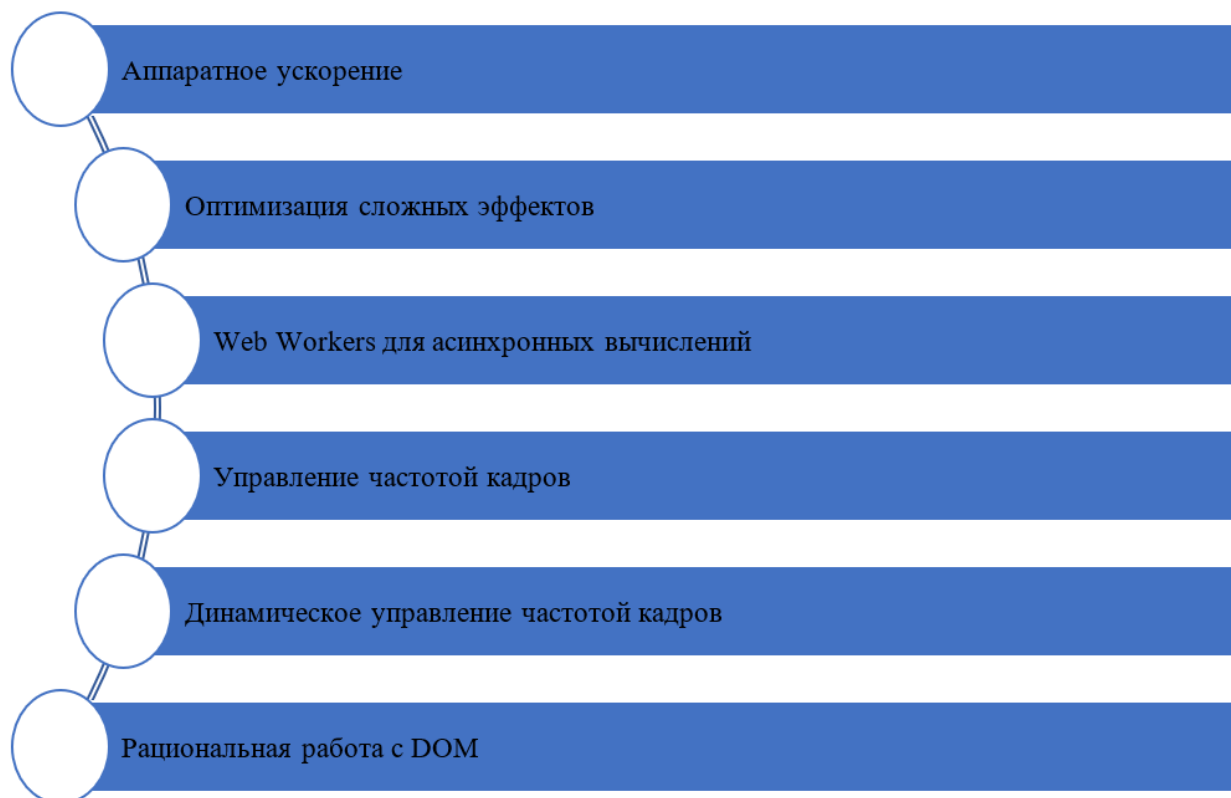 Аппаратное ускорение
Оптимизация сложных эффектов
Web Workers для асинхронных вычислений
Управление частотой кадров
Динамическое управление частотой кадров
Рациональная работа с DOM